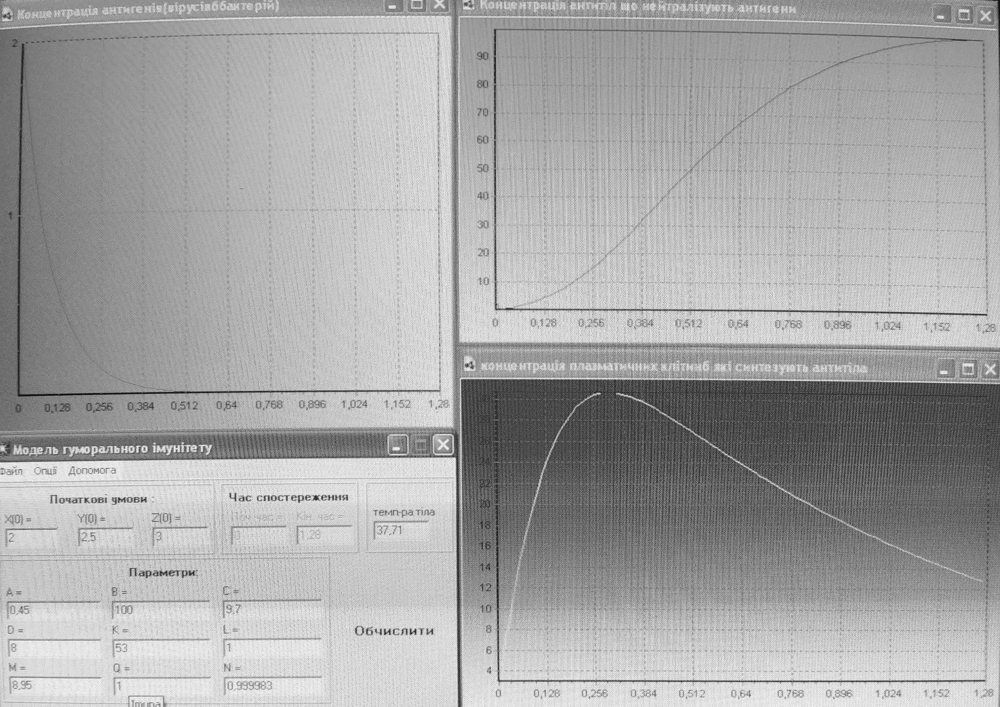 Концентрація антигенів(вірусівббакторій)
2
1
0 0,128 0,256 0,384 0,512 0,64 0,768 0,896 1,024 1,152 1,28
Концентрація антитіл що нейтралізують антигени
90
80
70
60
50
40
30
20
10
0 0,128 0,256 0,384 0,512 0,64 0,768 0,896 1,024 1,152 1,28
Модель гуморального імунітету
Файл Опції Допомога
Початкові умови :
X(0) = Y(0) = Z(0) =
2 2,5 3
Час спостереження
Поч. час = Кін. час =
0 1,28
темп-ра тіла
37,71
Параметри:
A = B = C =
0,45 100 9,7
D = K = L =
8 53 1
M = Q = N =
8,95 1 0,999983
Обчислити
концентрація плазматичних клітинб які синтезують антитіла
30
28
26
24
22
20
18
16
14
12
10
8
6
4
0 0,128 0,256 0,384 0,512 0,64 0,768 0,896 1,024 1,152 1,28